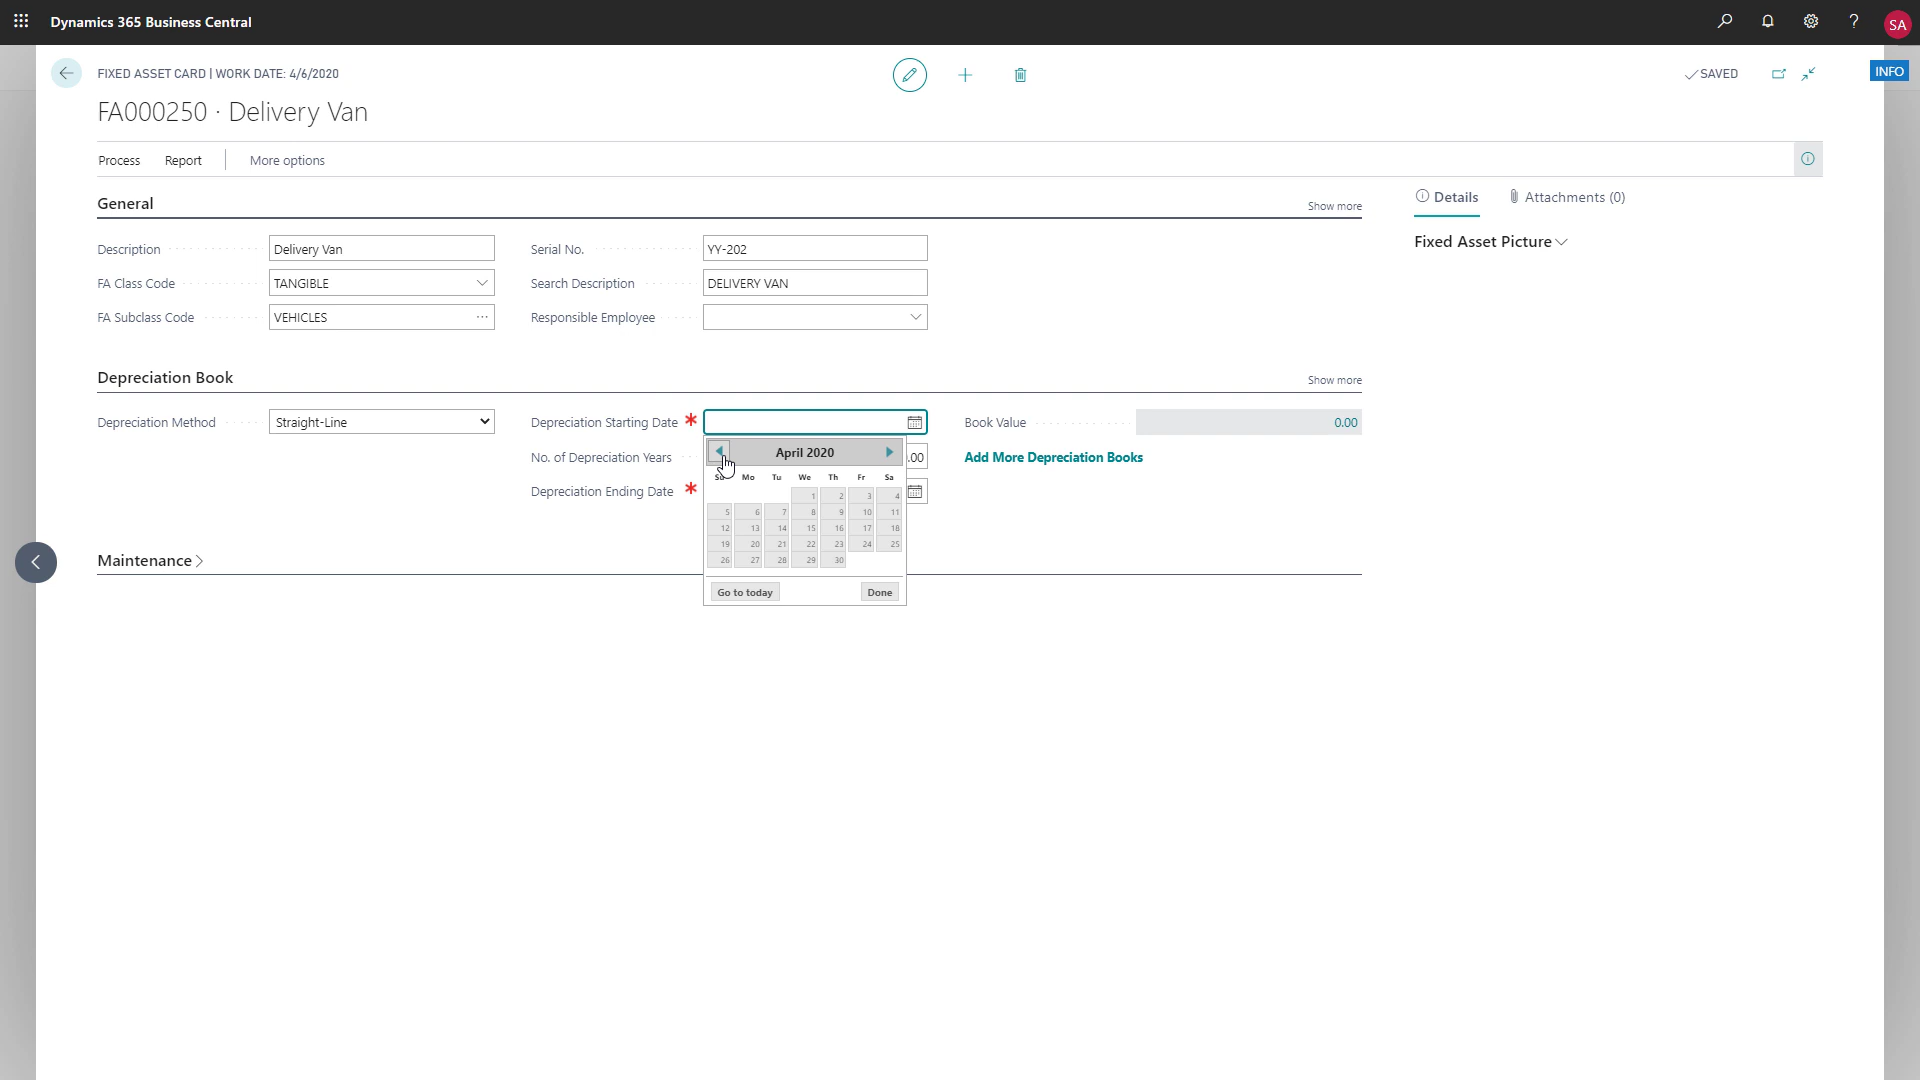 Dynamics 365 Business Central
?
SA
FIXED ASSET CARD | WORK DATE: 4/6/2020
SAVED
INFO
FA000250 · Delivery Van
Process Report More options
General
Show more
Description
Delivery Van
Serial No.
YY-202
FA Class Code
TANGIBLE
Search Description
DELIVERY VAN
FA Subclass Code
VEHICLES
Responsible Employee
Details
Attachments (0)
Fixed Asset Picture
Depreciation Book
Show more
Depreciation Method
Straight-Line
Depreciation Starting Date *
Book Value
0.00
No. of Depreciation Years
.00
Add More Depreciation Books
Depreciation Ending Date *
April 2020
Su Mo Tu We Th Fr Sa
1 2 3 4
5 6 7 8 9 10 11
12 13 14 15 16 17 18
19 20 21 22 23 24 25
26 27 28 29 30
Go to today
Done
Maintenance